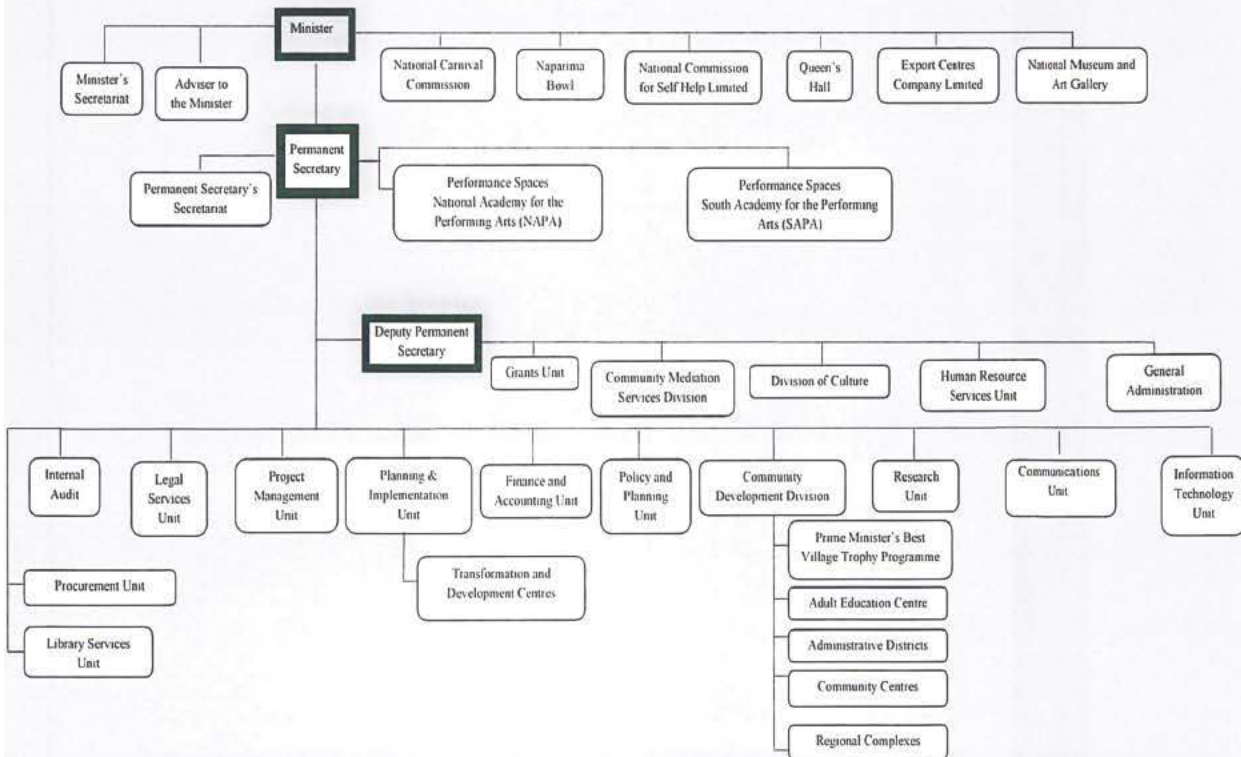 Minister
Minister's
Secretariat
Adviser to
the Minister
National Carnival
Commission
Naparima
Bowl
National Commission
for Self Help Limited
Queen's
Hall
Export Centres
Company Limited
National Museum and
Art Gallery
Permanent
Secretary
Permanent Secretary's
Secretariat
Performance Spaces
National Academy for the
Performing Arts (NAPA)
Performance Spaces
South Academy for the Performing
Arts (SAPA)
Deputy Permanent
Secretary
Grants Unit
Community Mediation
Services Division
Division of Culture
Human Resource
Services Unit
General
Administration
Internal
Audit
Legal
Services
Unit
Project
Management
Unit
Planning &
Implementation
Unit
Finance and
Accounting Unit
Policy and
Planning
Unit
Community
Development Division
Research
Unit
Communications
Unit
Information
Technology
Unit
Procurement Unit
Library Services
Unit
Transformation and
Development Centres
Prime Minister's Best
Village Trophy Programme
Adult Education Centre
Administrative Districts
Community Centres
Regional Complexes